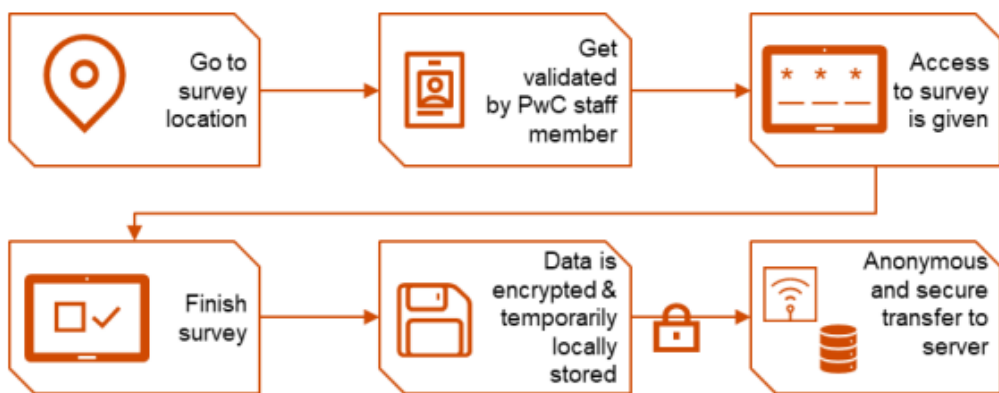 Go to
survey
location
Get
validated
by PwC staff
member
* * *
Access
to survey
is given
Finish
survey
Data is
encrypted &
temporarily
locally
stored
Anonymous
and secure
transfer to
server